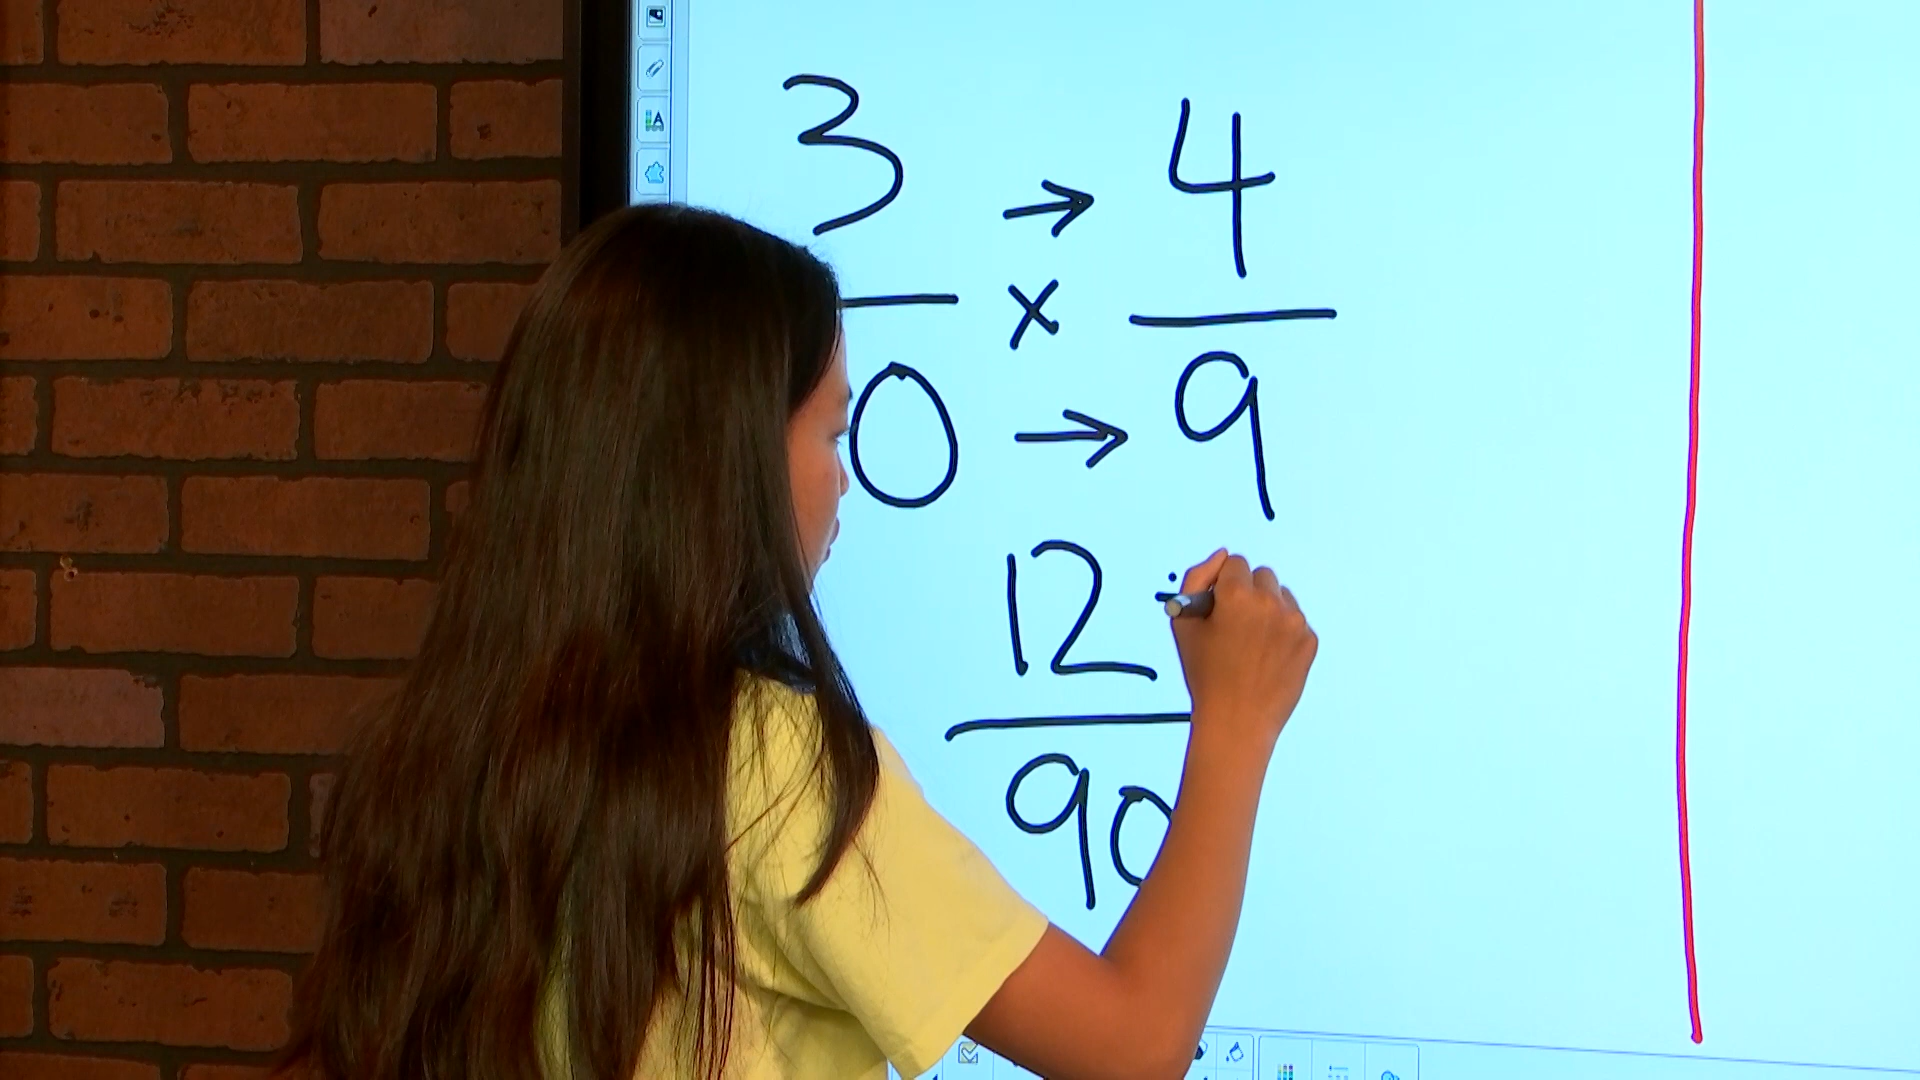 3 → 4
×
0 → 9
12 ÷
90